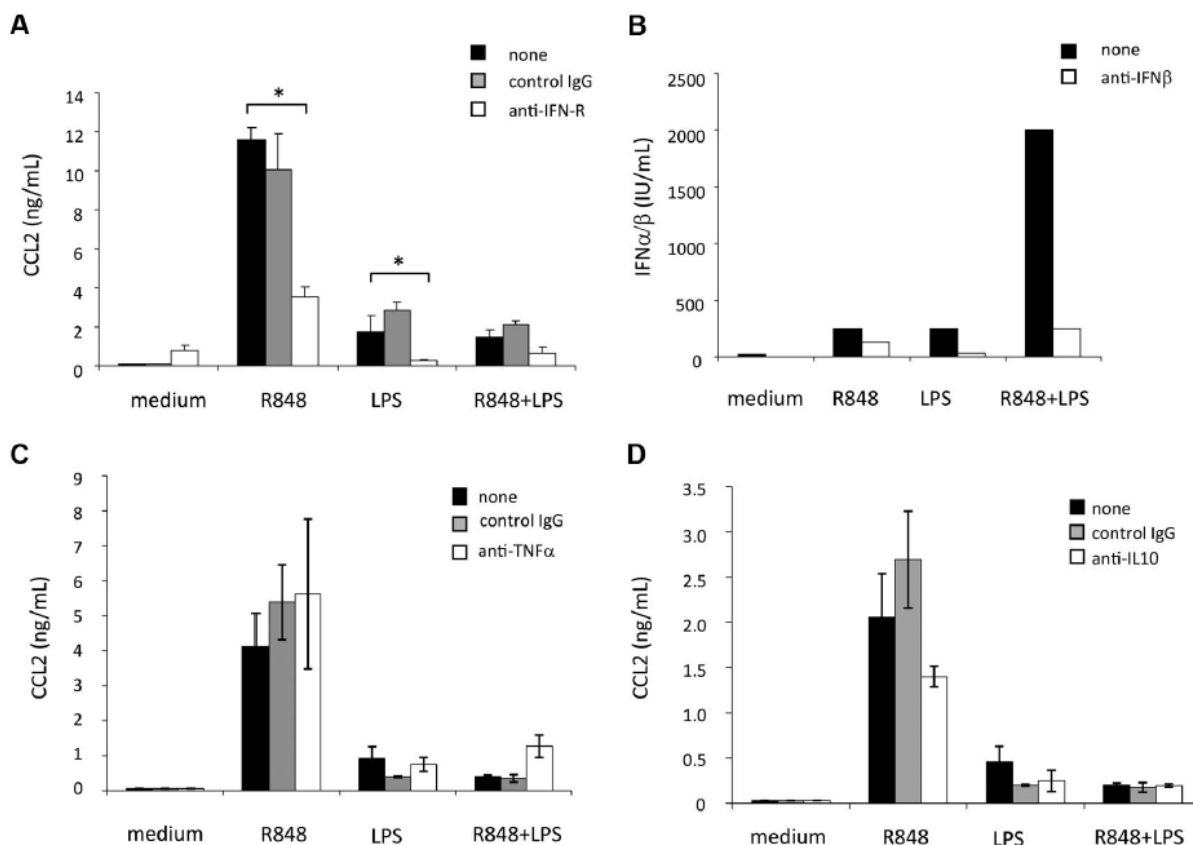 A
none
control IgG
anti-IFN-R
14
12
10
8
6
4
2
0
CCL2 (ng/mL)
*
*
medium R848 LPS R848+LPS
B
none
anti-IFNβ
2500
2000
1500
1000
500
0
IFNα/β (IU/mL)
medium R848 LPS R848+LPS
C
none
control IgG
anti-TNFα
9
8
7
6
5
4
3
2
1
0
CCL2 (ng/mL)
medium R848 LPS R848+LPS
D
none
control IgG
anti-IL10
3.5
3.0
2.5
2.0
1.5
1.0
0.5
0.0
CCL2 (ng/mL)
medium R848 LPS R848+LPS